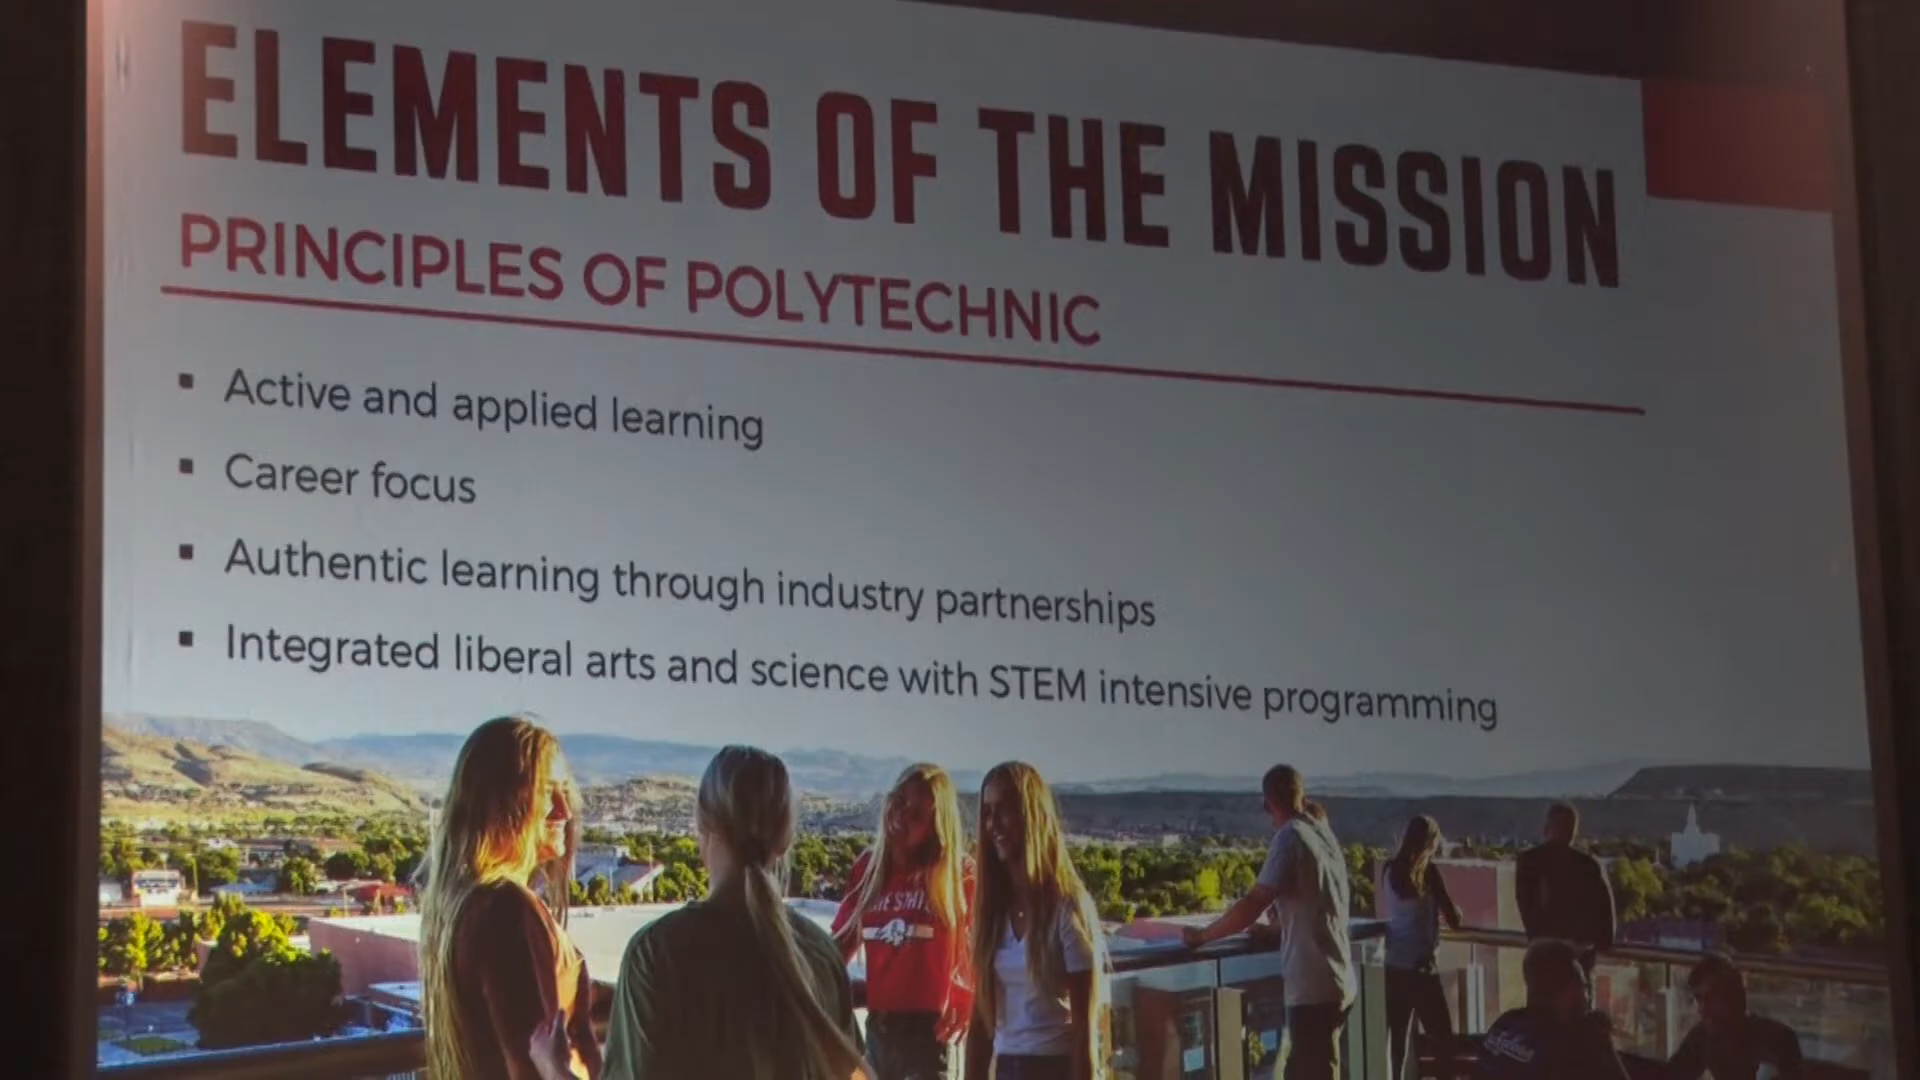 ELEMENTS OF THE MISSION
PRINCIPLES OF POLYTECHNIC
▪ Active and applied learning
▪ Career focus
▪ Authentic learning through industry partnerships
▪ Integrated liberal arts and science with STEM intensive programming